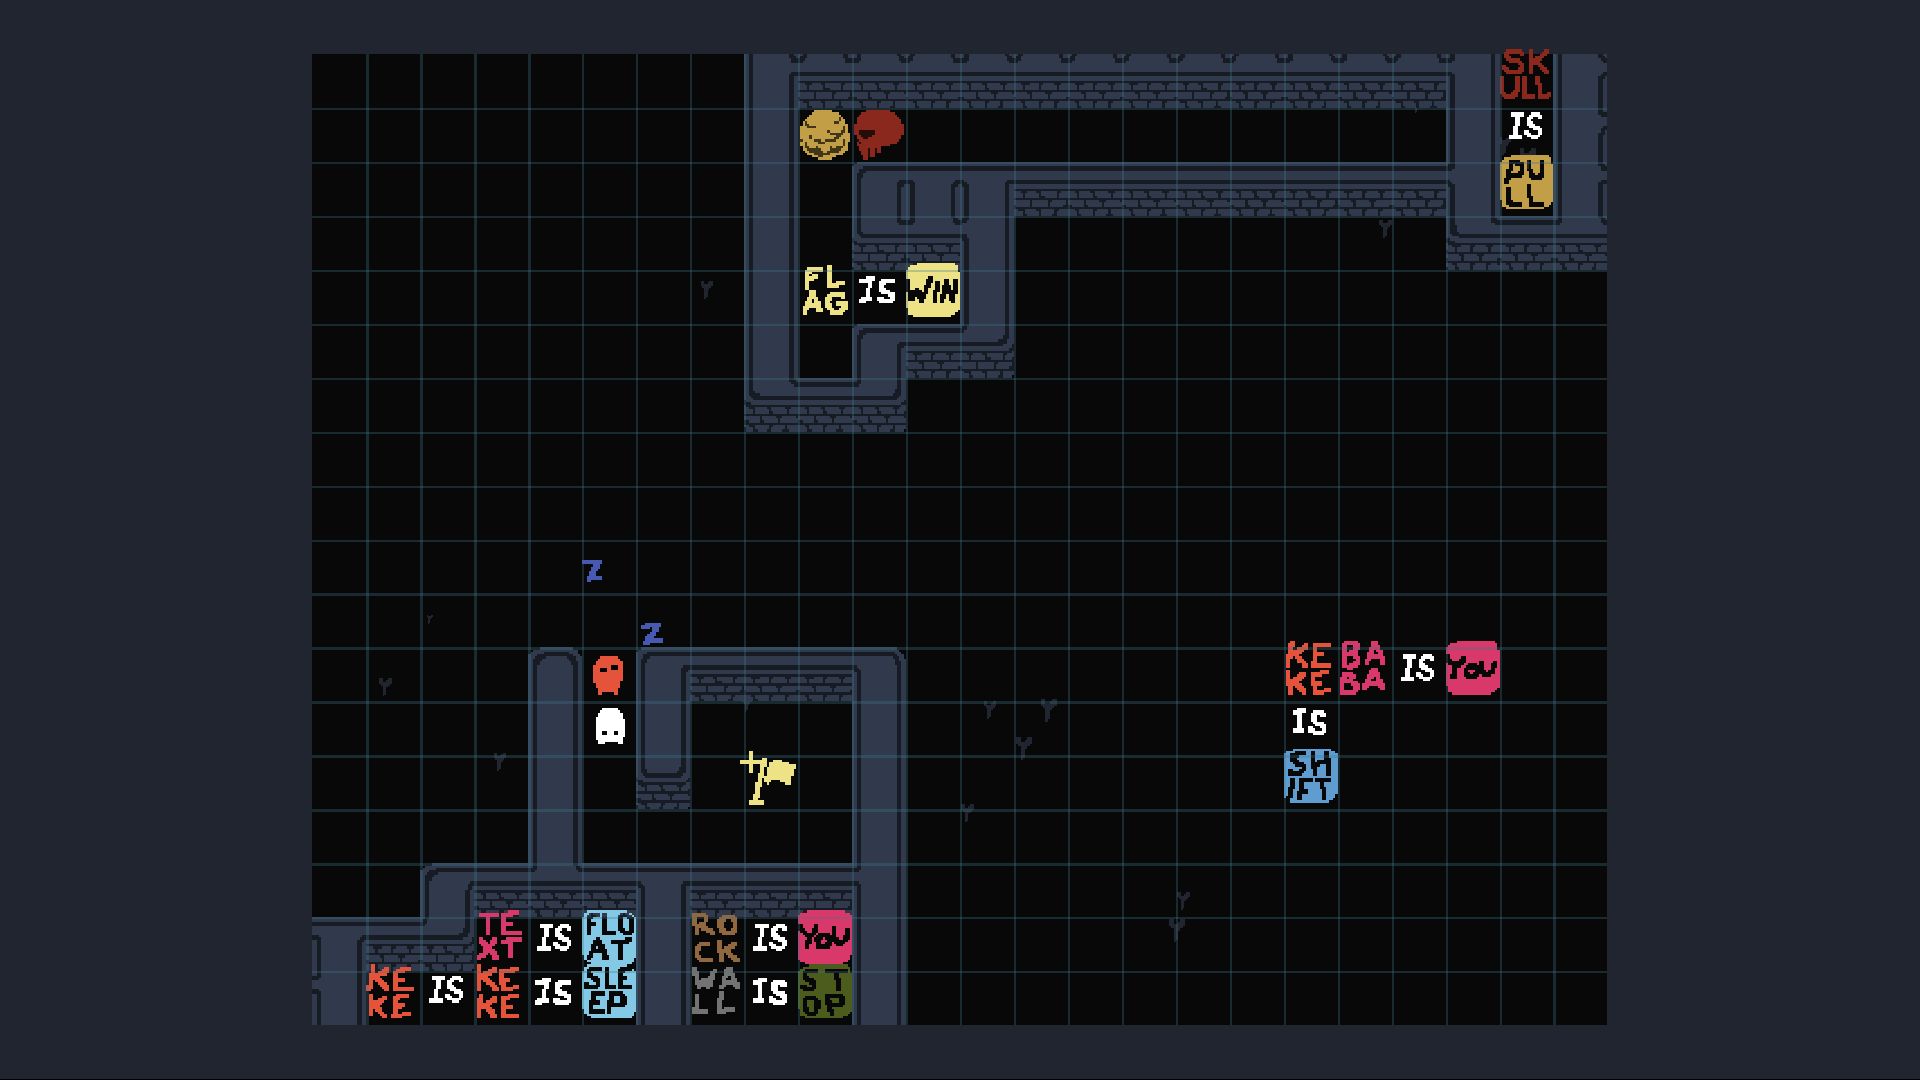 SKULL
IS
PULL
FLAG IS WIN
Z
Z
KEKE BABA IS YOU
IS
SHIFT
TEXT IS FLOAT ROCK IS YOU
KEKE IS KEKE IS SLEEP WALL IS STOP